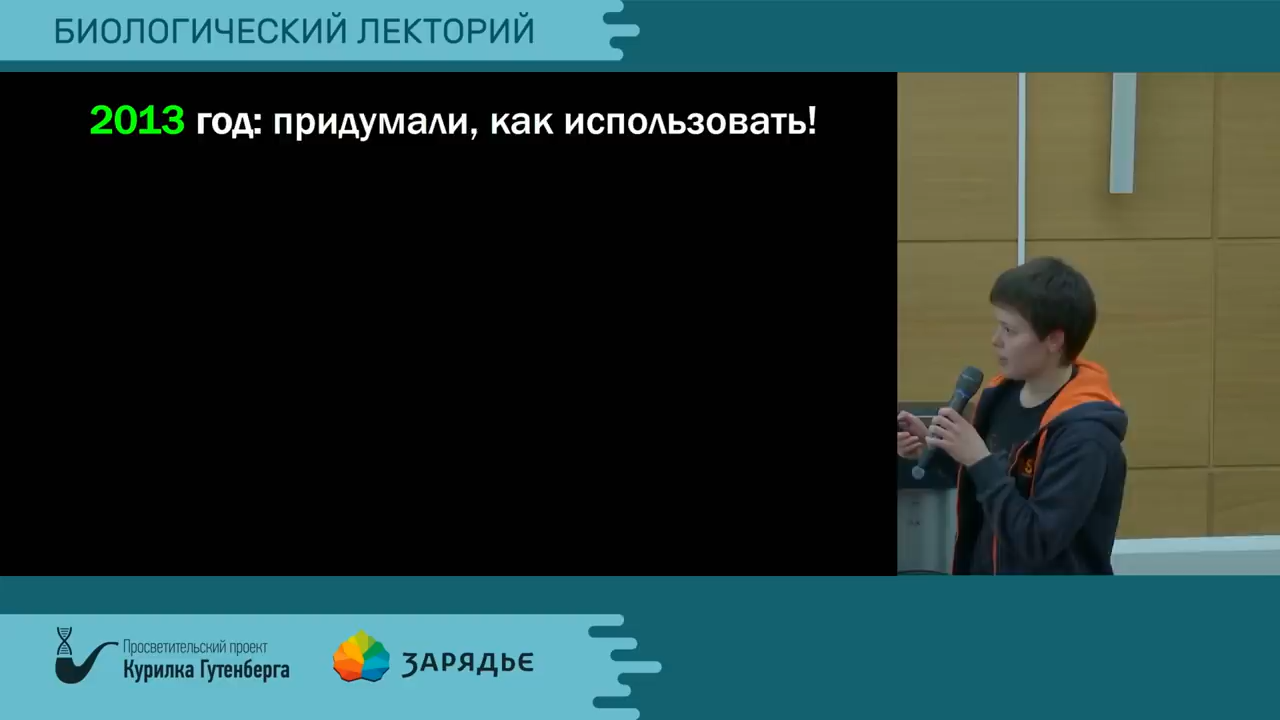 БИОЛОГИЧЕСКИЙ ЛЕКТОРИЙ
2013 год: придумали, как использовать!
Просветительский проект
Курилка Гутенберга
ЗАРЯДЬЕ